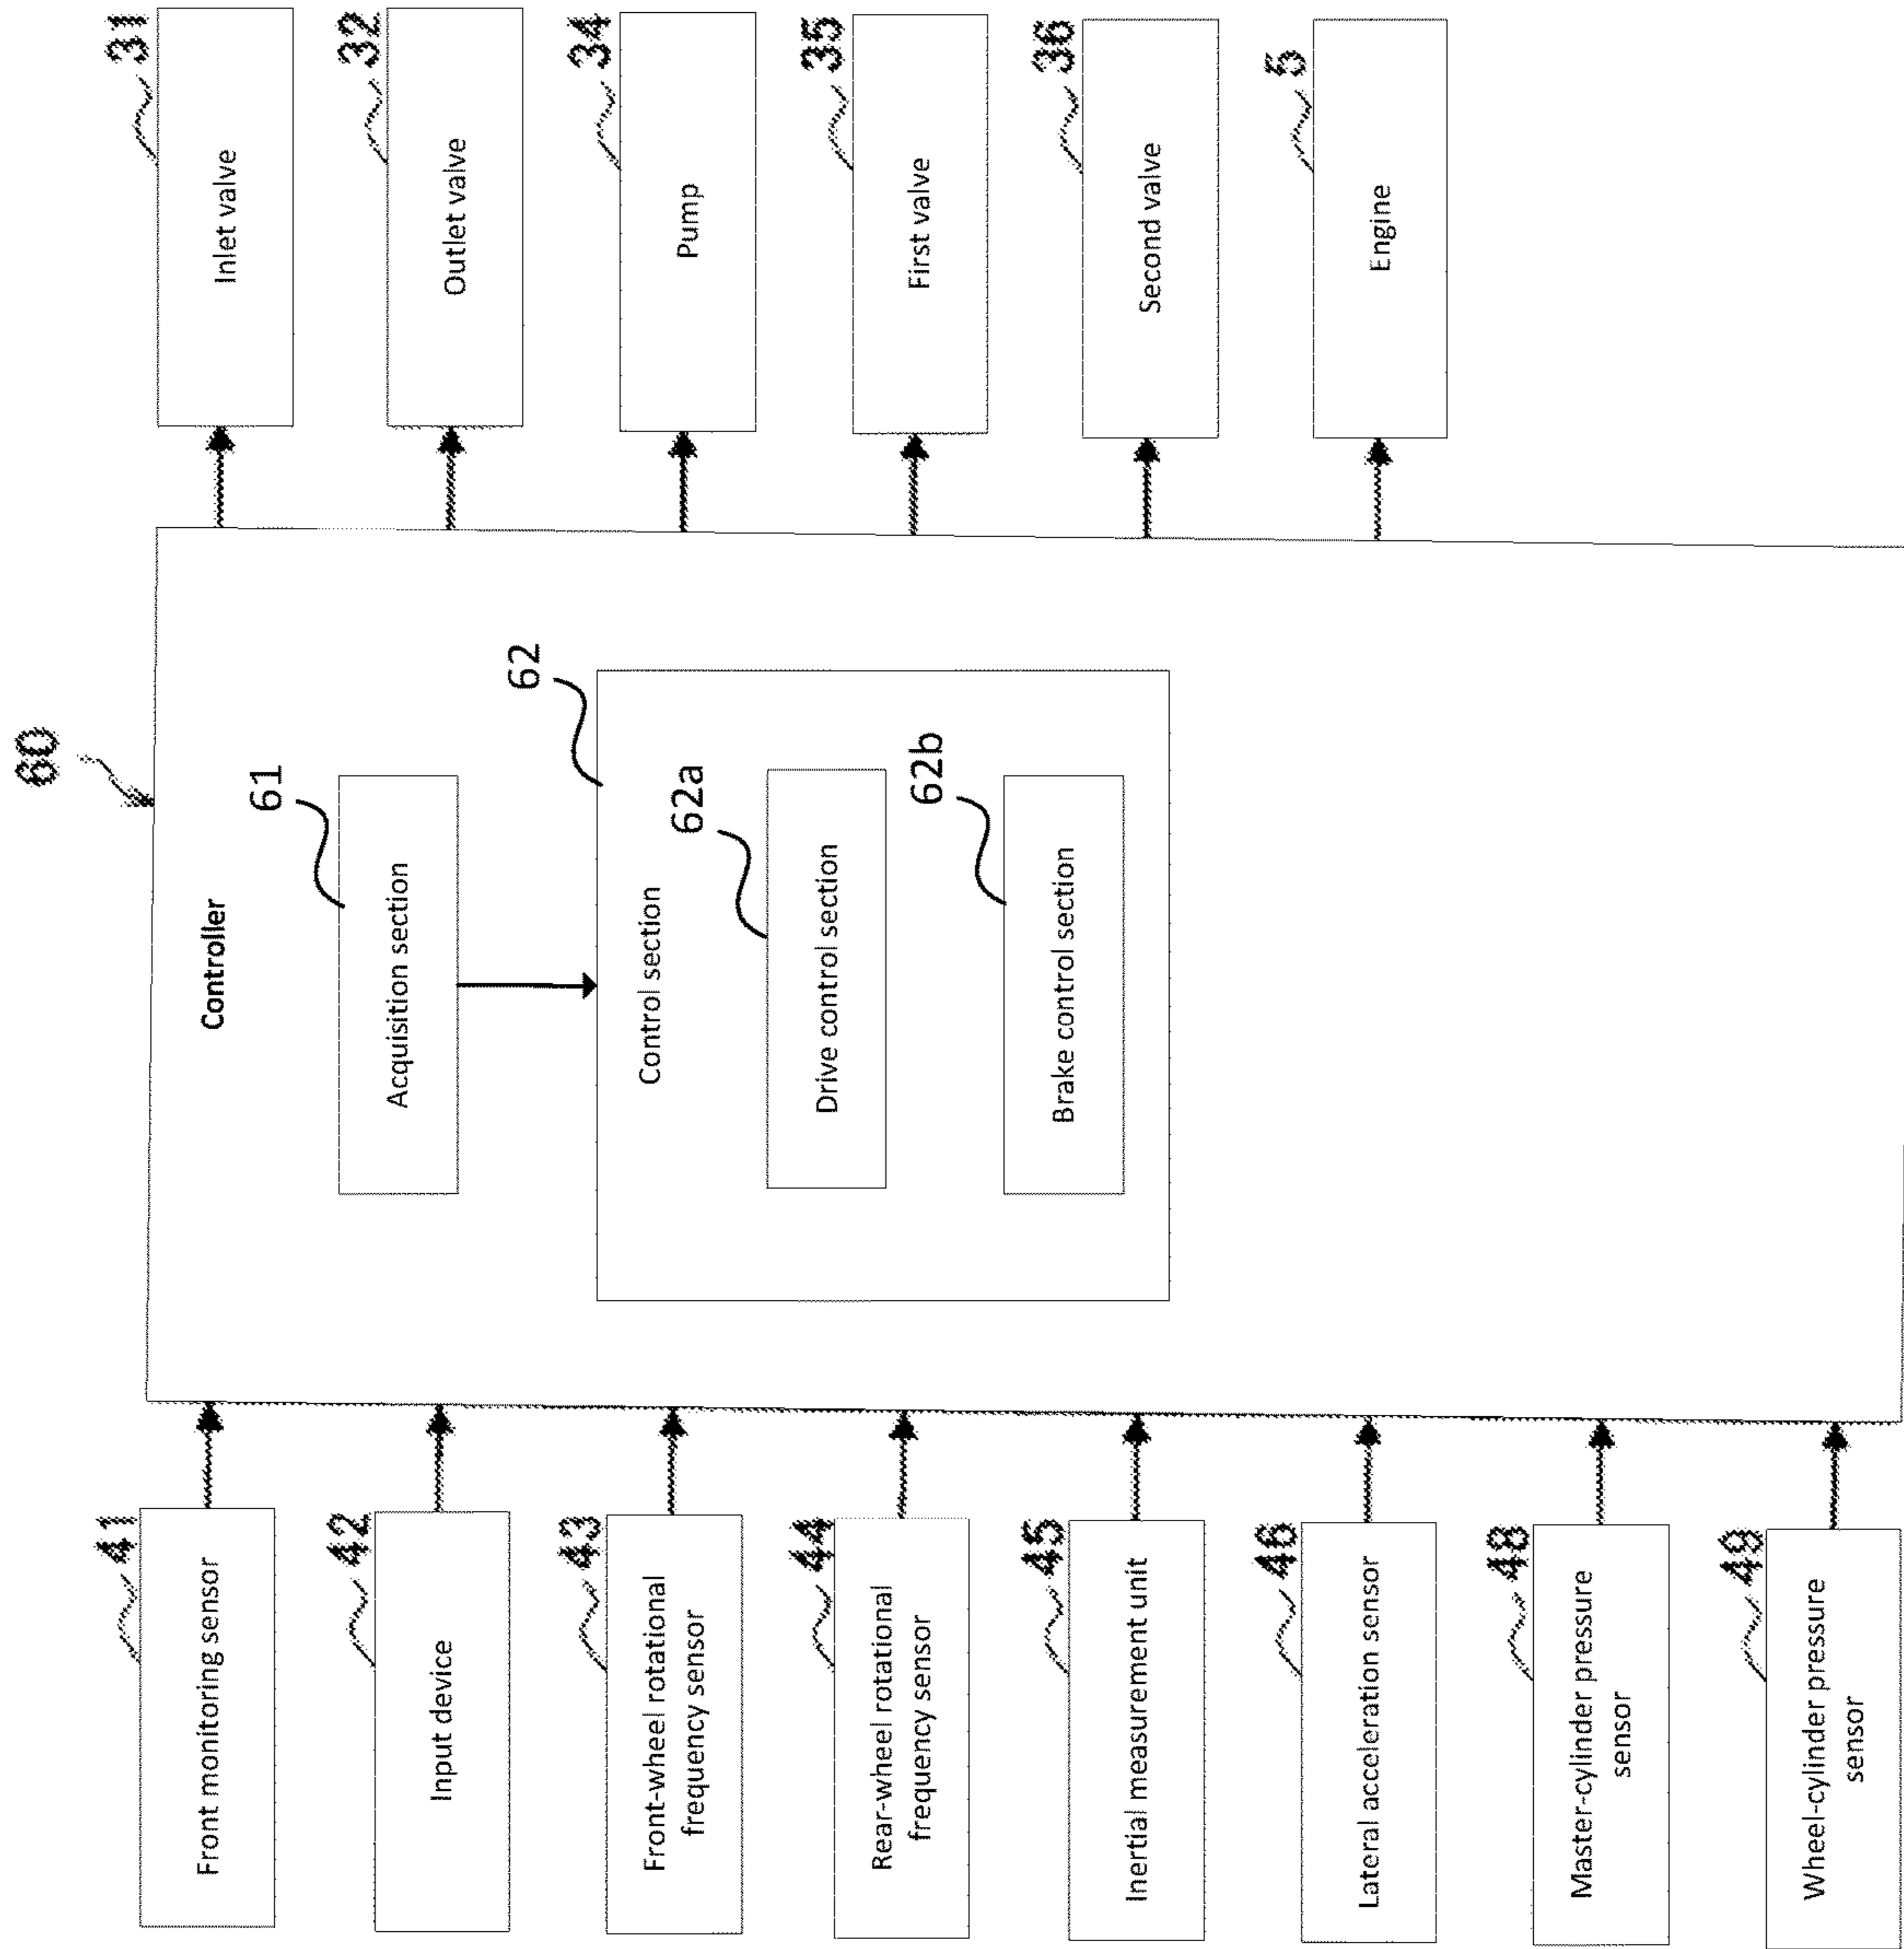 60
Controller
41
Front monitoring sensor
42
Input device
43
Front-wheel rotational
frequency sensor
44
Rear-wheel rotational
frequency sensor
45
Inertial measurement unit
46
Lateral acceleration sensor
48
Master-cylinder pressure
sensor
49
Wheel-cylinder pressure
sensor
61
Acquisition section
62
Control section
62a
Drive control section
62b
Brake control section
31
Inlet valve
32
Outlet valve
34
Pump
35
First valve
36
Second valve
5
Engine